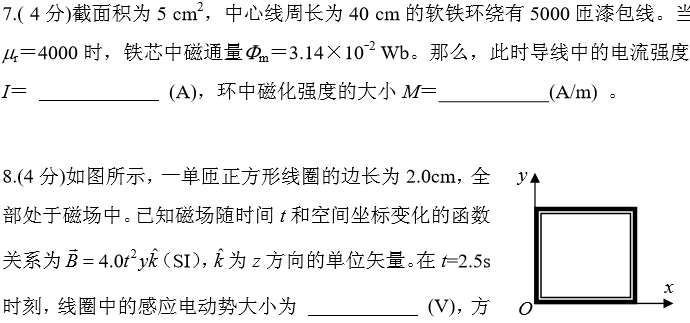 7.( 4 分)截面积为 5 cm²，中心线周长为 40 cm 的软铁环绕有 5000 匝漆包线。当
μr＝4000 时，铁芯中磁通量Φm＝3.14×10⁻² Wb。那么，此时导线中的电流强度
I＝ ____________ (A)，环中磁化强度的大小 M＝___________(A/m) 。
8.(4 分)如图所示，一单匝正方形线圈的边长为 2.0cm，全
部处于磁场中。已知磁场随时间 t 和空间坐标变化的函数
关系为 B⃗ = 4.0t²yk̂（SI），k̂ 为 z 方向的单位矢量。在 t=2.5s
时刻，线圈中的感应电动势大小为 ___________ (V)，方
y
x
O